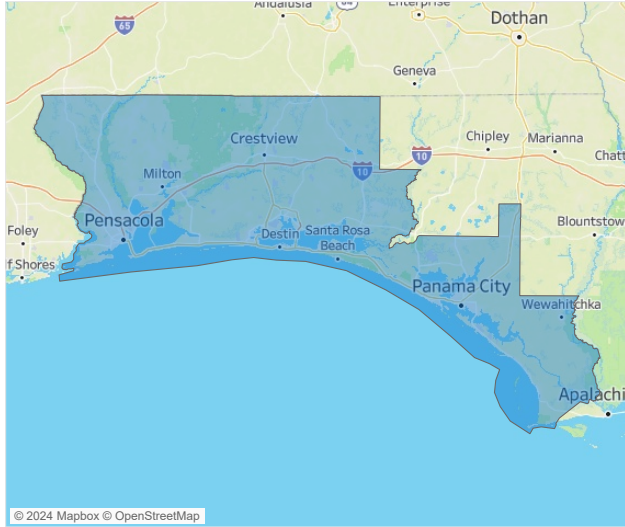 Andalusia
Enterprise
84
65
Dothan
Geneva
Crestview
Chipley
Marianna
10
Chatt
Milton
10
Pensacola
Foley
Destin
Santa Rosa
Beach
Blountstow
f Shores
Panama City
Wewahitchka
Apalachi
© 2024 Mapbox © OpenStreetMap